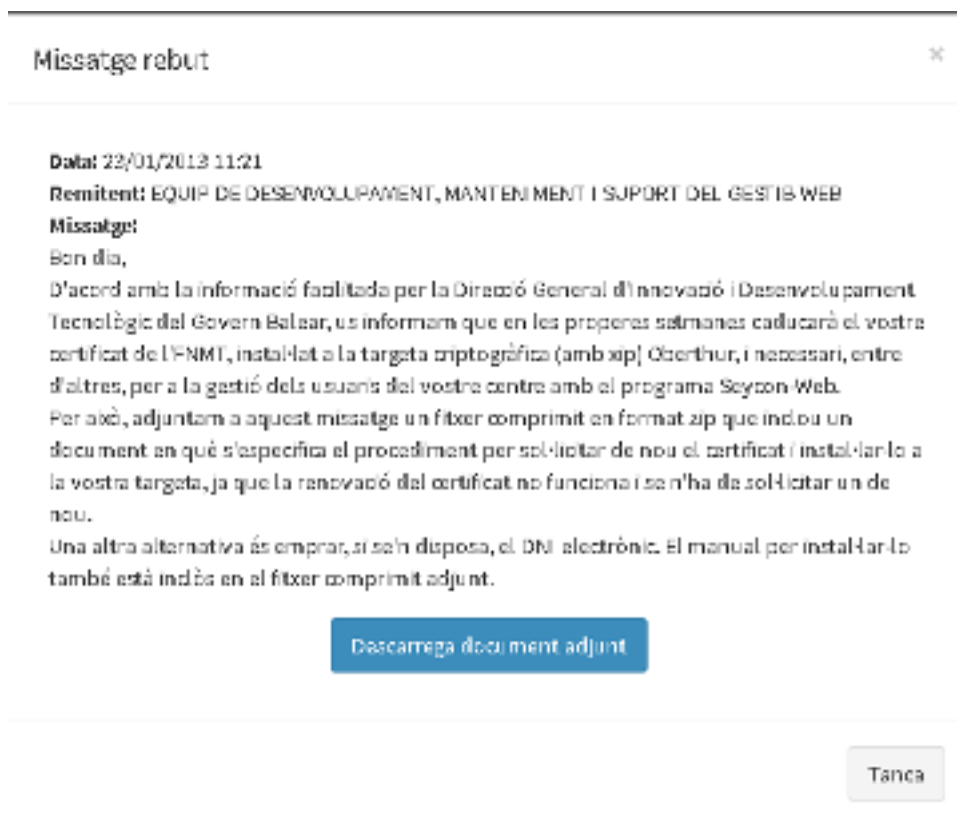 Missatge rebut
×
Data: 23/01/2013 11:21
Remitent: EQUIP DE DESENVOLUPAMENT, MANTENIMENT I SUPORT DEL GESTIB WEB
Missatge:
Bon dia,
D'acord amb la informació facilitada per la Direcció General d'Innovació i Desenvolupament
Tecnològic del Govern Balear, us informam que en les properes setmanes caducarà el vostre
certificat de l'FNMT, instal·lat a la targeta criptogràfica (amb xip) Oberthur, i necessari, entre
d'altres, per a la gestió dels usuaris del vostre centre amb el programa Seycon-Web.
Per això, adjuntam a aquest missatge un fitxer comprimit en format zip que inclou un
document en què s'especifica el procediment per sol·licitar de nou el certificat i instal·lar-lo a
la vostra targeta, ja que la renovació del certificat no funciona i se n'ha de sol·licitar un de
nou.
Una altra alternativa és emprar, si se'n disposa, el DNI electrònic. El manual per instal·lar-lo
també està inclòs en el fitxer comprimit adjunt.
Descarrega document adjunt
Tanca